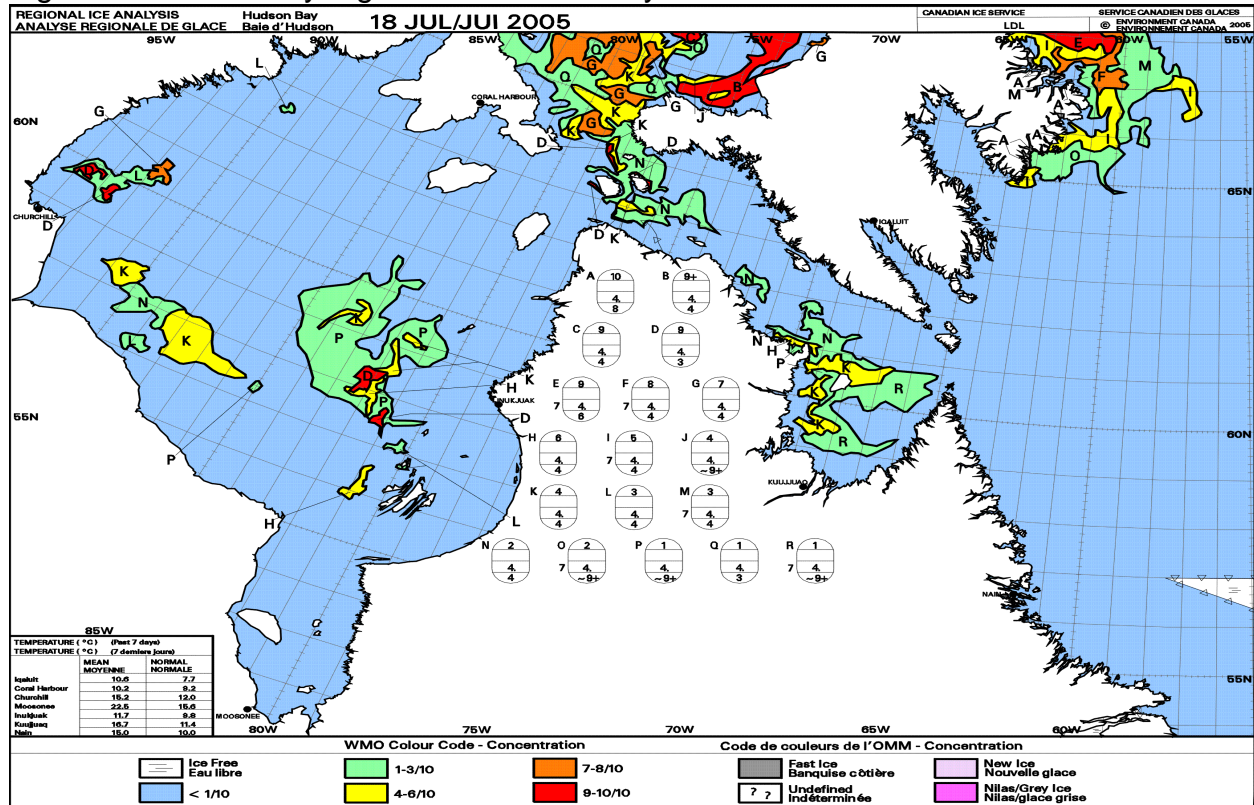 REGIONAL ICE ANALYSIS Hudson Bay
ANALYSE REGIONALE DE GLACE Baie d'Hudson
18 JUL/JUI 2005
CANADIAN ICE SERVICE SERVICE CANADIEN DES GLACES
LDL © ENVIRONMENT CANADA 2005
ENVIRONNEMENT CANADA
95W 90W 85W 80W 75W 70W 65W 60W 55W
CORAL HARBOUR
60N
CHURCHILL
IQALUIT
65N
A 10 4. 8
B 9+ 4. 4
C 9 4. 4
D 9 4. 3
E 9 7 4. 6
F 8 7 4. 4
G 7 4. 4
INUKJUAK
55N
60N
H 6 4. 4
I 5 7 4. 4
J 4 4. ~9+
KUUJJUAQ
K 4 4. 4
L 3 4. 4
M 3 7 4. 4
N 2 4. 4
O 2 7 4. ~9+
P 1 4. ~9+
Q 1 4. 3
R 1 7 4. ~9+
NAIN
85W
TEMPERATURE (°C) (Past 7 days)
TEMPERATURE (°C) (7 derniers jours)
MEAN NORMAL
MOYENNE NORMALE
Iqaluit 10.6 7.7
Coral Harbour 10.2 9.2
Churchill 15.2 12.0
Moosonee 22.5 15.6
Inukjuak 11.7 9.8
Kuujjuaq 16.7 11.4
Nain 15.0 10.0
MOOSONEE
55N
80W 75W 70W 65W 60W
WMO Colour Code - Concentration Code de couleurs de l'OMM - Concentration
Ice Free
Eau libre
< 1/10
1-3/10
4-6/10
7-8/10
9-10/10
Fast Ice
Banquise côtière
? ? Undefined
Indéterminée
New Ice
Nouvelle glace
Nilas/Grey Ice
Nilas/glace grise